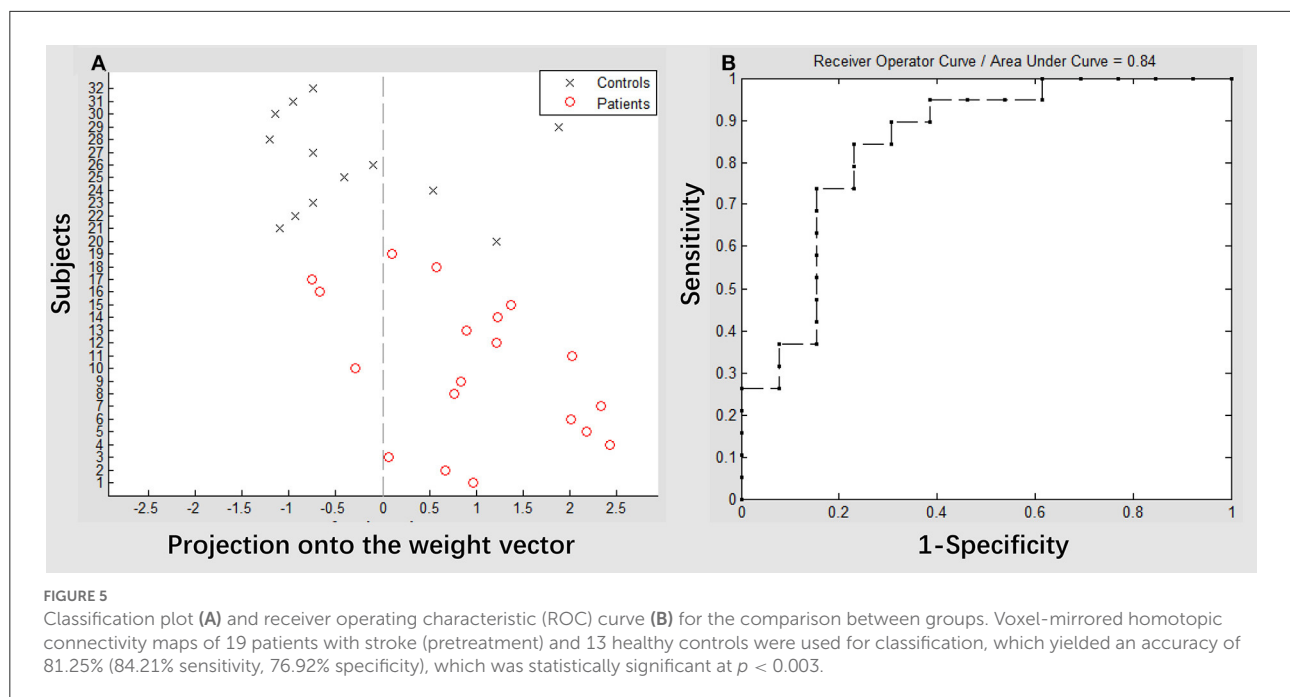 A
Controls
Patients
32
31
30
29
28
27
26
25
24
23
22
21
20
19
18
17
16
15
14
13
12
11
10
9
8
7
6
5
4
3
2
1
Subjects
-2.5 -2 -1.5 -1 -0.5 0 0.5 1 1.5 2 2.5
Projection onto the weight vector
B
Receiver Operator Curve / Area Under Curve = 0.84
1
0.9
0.8
0.7
0.6
0.5
0.4
0.3
0.2
0.1
0
Sensitivity
0 0.2 0.4 0.6 0.8 1
1-Specificity
FIGURE 5
Classification plot (A) and receiver operating characteristic (ROC) curve (B) for the comparison between groups. Voxel-mirrored homotopic
connectivity maps of 19 patients with stroke (pretreatment) and 13 healthy controls were used for classification, which yielded an accuracy of
81.25% (84.21% sensitivity, 76.92% specificity), which was statistically significant at p < 0.003.